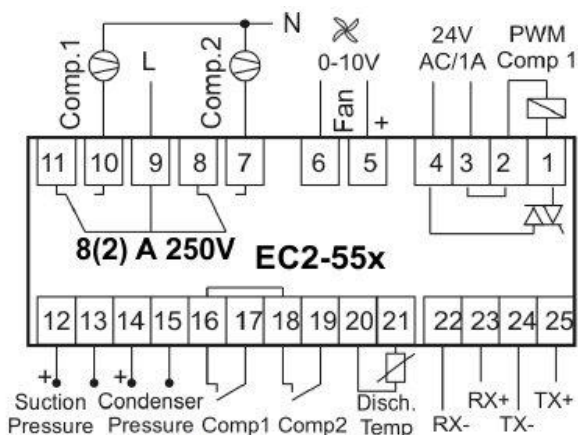 N
Comp.1
L
Comp.2
0-10V
Fan
+
24V
AC/1A
PWM
Comp 1
11 10 9 8 7 6 5 4 3 2 1
8(2) A 250V
EC2-55x
12 13 14 15 16 17 18 19 20 21 22 23 24 25
+ +
Suction
Pressure
Condenser
Pressure
Comp1
Comp2
Disch.
Temp
RX-
RX+
TX-
TX+